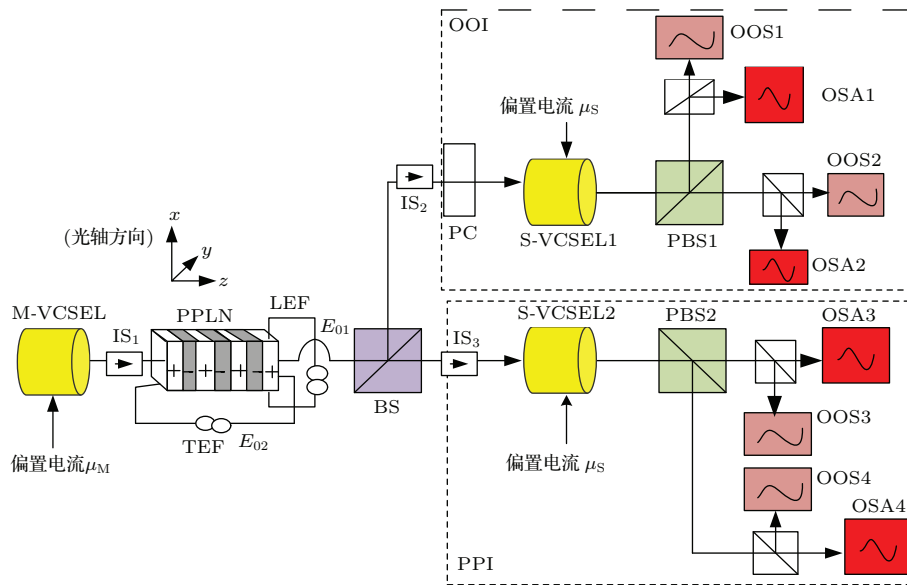 OOI
OOS1
OSA1
偏置电流 μS
OOS2
IS2
PC
S-VCSEL1
PBS1
OSA2
x
(光轴方向)
y
z
M-VCSEL
PPLN
LEF
E01
IS1
+ + + +
TEF
E02
BS
偏置电流μM
IS3
S-VCSEL2
PBS2
OSA3
OOS3
偏置电流 μS
OOS4
OSA4
PPI